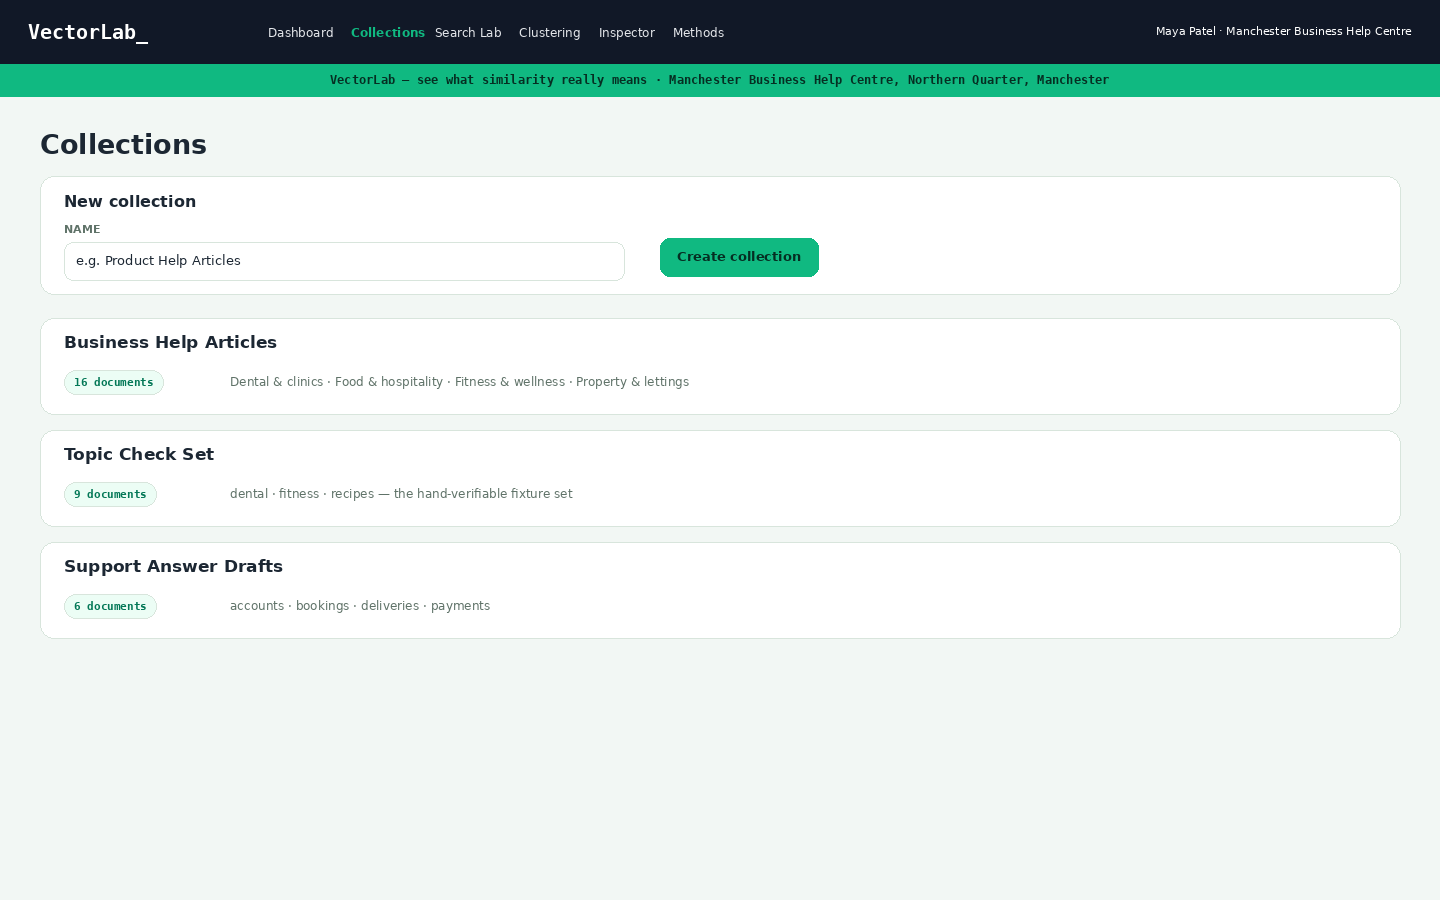 VectorLab_
Dashboard Collections Search Lab Clustering Inspector Methods
Maya Patel · Manchester Business Help Centre
VectorLab — see what similarity really means · Manchester Business Help Centre, Northern Quarter, Manchester
Collections
New collection
NAME
e.g. Product Help Articles
Create collection
Business Help Articles
16 documents
Dental & clinics · Food & hospitality · Fitness & wellness · Property & lettings
Topic Check Set
9 documents
dental · fitness · recipes — the hand-verifiable fixture set
Support Answer Drafts
6 documents
accounts · bookings · deliveries · payments